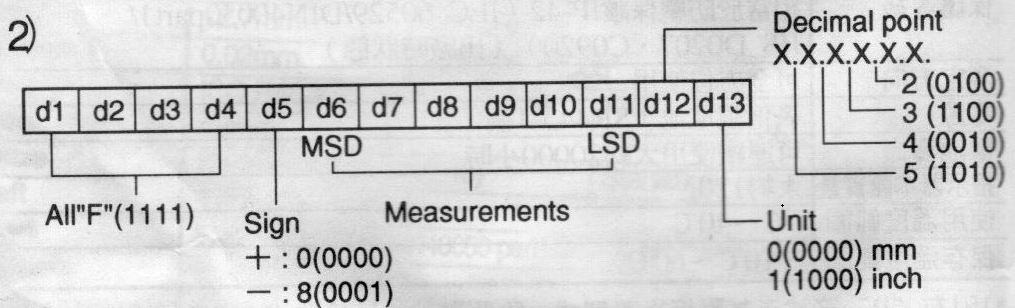 2)
Decimal point
X.X.X.X.X.X.
2 (0100)
3 (1100)
4 (0010)
5 (1010)
d1 d2 d3 d4 d5 d6 d7 d8 d9 d10 d11 d12 d13
MSD LSD
All"F"(1111)
Sign
+ : 0(0000)
− : 8(0001)
Measurements
Unit
0(0000) mm
1(1000) inch